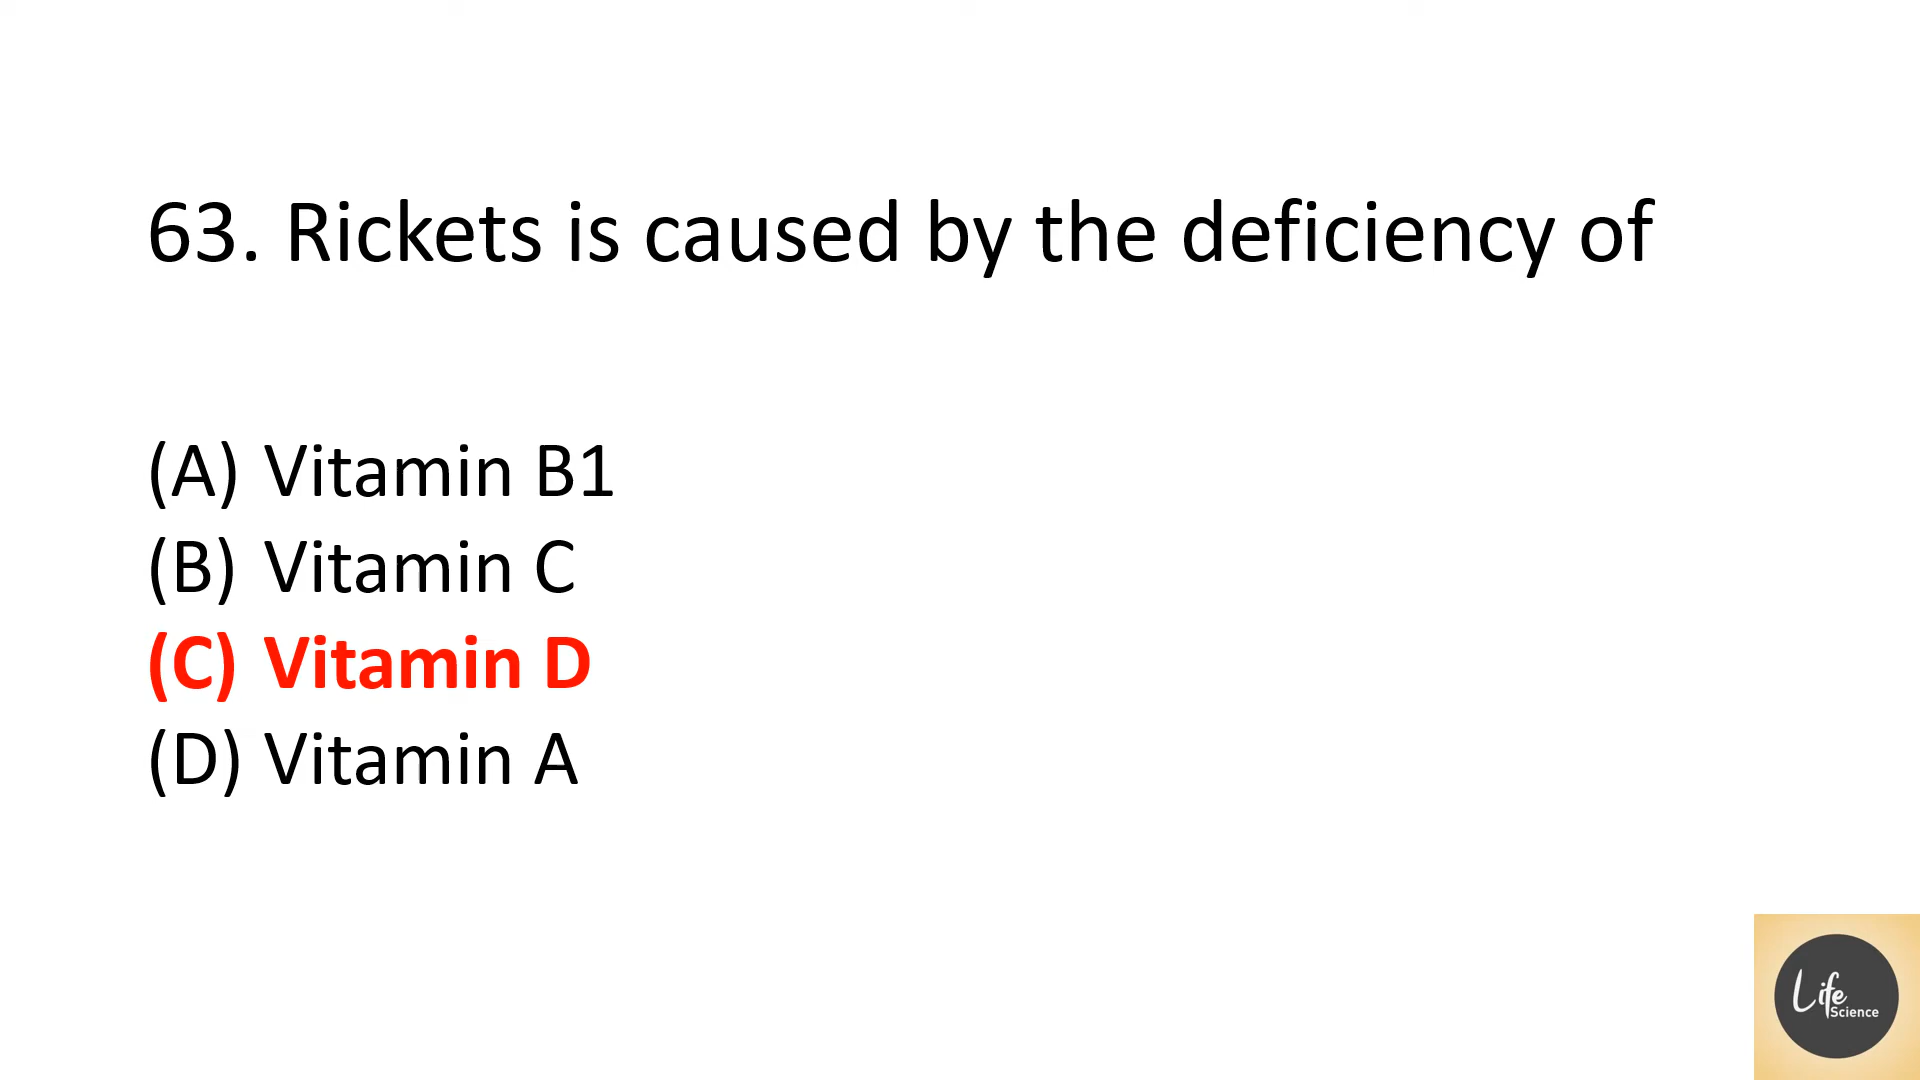 63. Rickets is caused by the deficiency of
(A) Vitamin B1
(B) Vitamin C
(C) Vitamin D
(D) Vitamin A
Life
Science